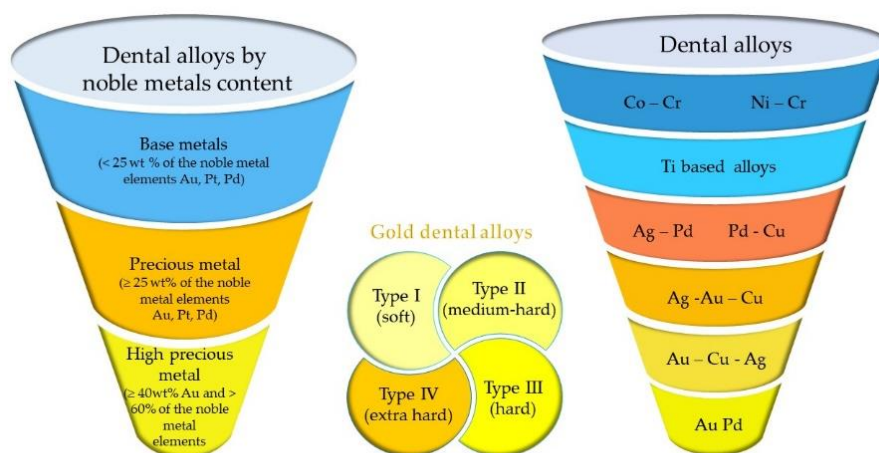 Dental alloys by
noble metals content
Base metals
(< 25 wt % of the noble metal
elements Au, Pt, Pd)
Precious metal
(≥ 25 wt% of the noble
metal elements
Au, Pt, Pd)
High precious
metal
(≥ 40wt% Au and >
60% of the noble
metal
elements
Gold dental alloys
Type I
(soft)
Type II
(medium-hard)
Type IV
(extra hard)
Type III
(hard)
Dental alloys
Co – Cr Ni – Cr
Ti based alloys
Ag – Pd Pd - Cu
Ag -Au – Cu
Au – Cu - Ag
Au Pd